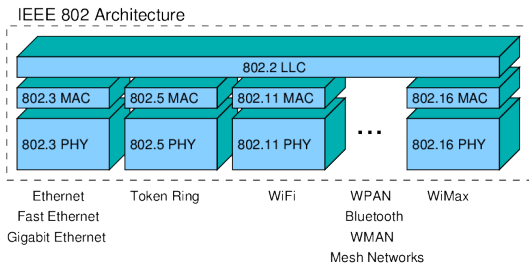 IEEE 802 Architecture
802.2 LLC
802.3 MAC 802.5 MAC 802.11 MAC 802.16 MAC
802.3 PHY 802.5 PHY 802.11 PHY ... 802.16 PHY
Ethernet Token Ring WiFi WPAN WiMax
Fast Ethernet Bluetooth
Gigabit Ethernet WMAN
Mesh Networks